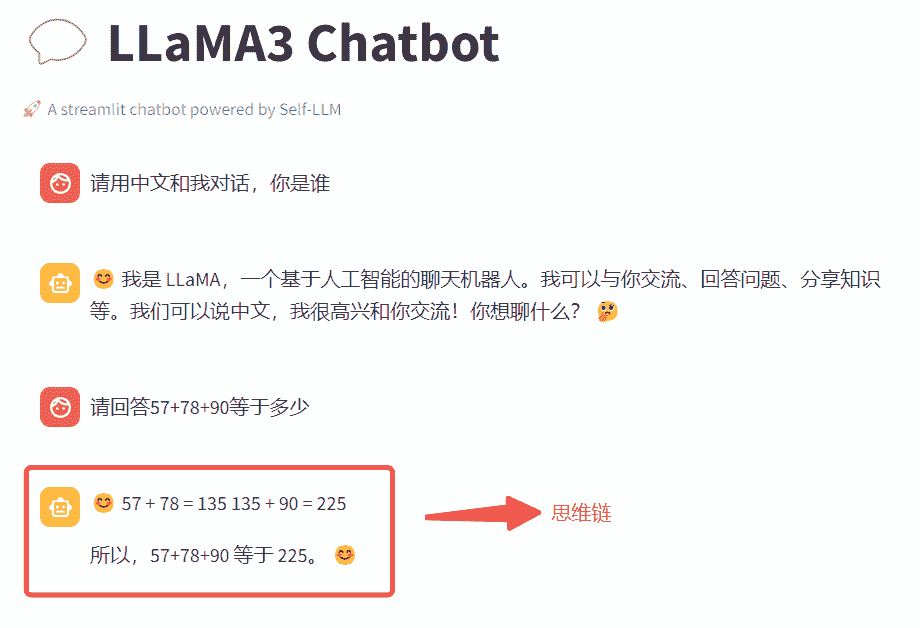 LLaMA3 Chatbot
🚀 A streamlit chatbot powered by Self-LLM
请用中文和我对话，你是谁
😊 我是 LLaMA，一个基于人工智能的聊天机器人。我可以与你交流、回答问题、分享知识
等。我们可以说中文，我很高兴和你交流！你想聊什么？ 🤔
请回答57+78+90等于多少
😊 57 + 78 = 135 135 + 90 = 225
思维链
所以，57+78+90 等于 225。 😊